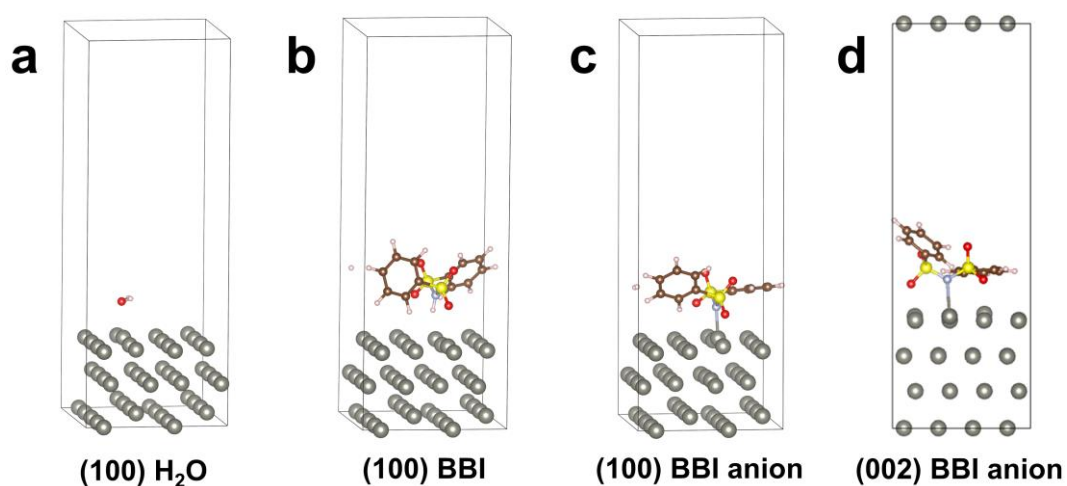 a
b
c
d
(100) H₂O
(100) BBI
(100) BBI anion
(002) BBI anion